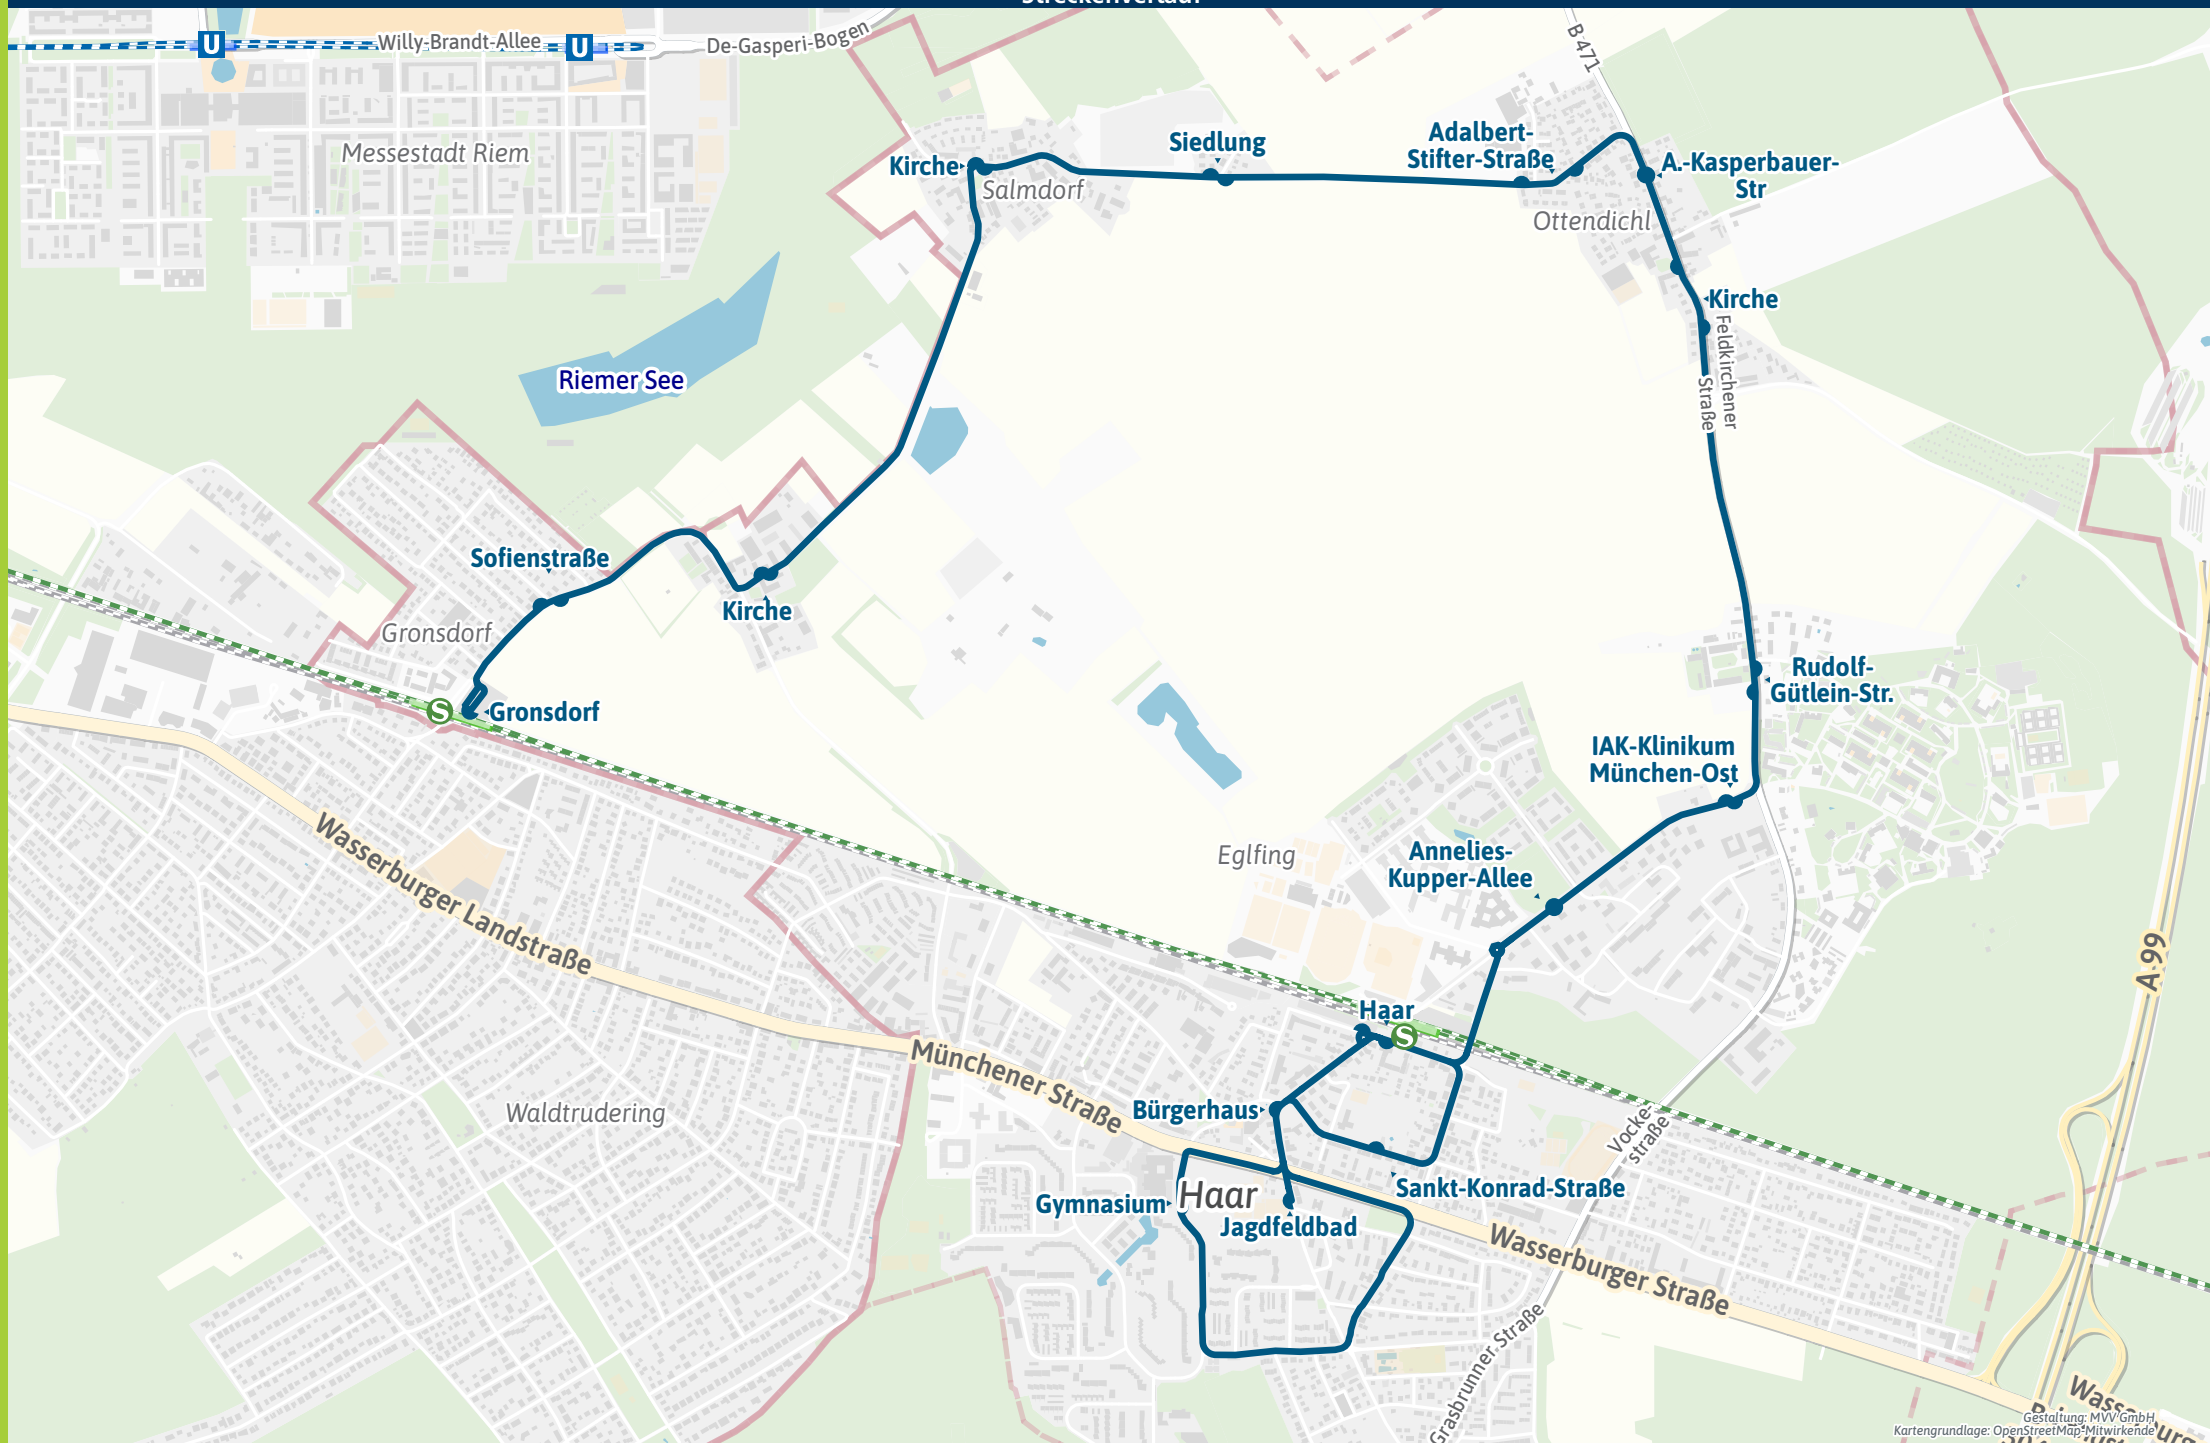 Streckenverlauf
U
U
Willy-Brandt-Allee
De-Gasperi-Bogen
B 471
Messestadt Riem
Kirche
Salmdorf
Siedlung
Adalbert-
Stifter-Straße
A.-Kasperbauer-
Str
Ottendichl
Kirche
Feldkirchener
Straße
Riemer See
Sofienstraße
Kirche
Gronsdorf
S
Gronsdorf
Rudolf-
Gütlein-Str.
IAK-Klinikum
München-Ost
Wasserburger Landstraße
Eglfing
Annelies-
Kupper-Allee
A 99
Haar
S
Münchener Straße
Waldtrudering
Bürgerhaus
Vocke-
straße
Sankt-Konrad-Straße
Gymnasium
Haar
Jagdfeldbad
Wasserburger Straße
Grasbrunner Straße
Gestaltung: MVV GmbH
Kartengrundlage: OpenStreetMap-Mitwirkende